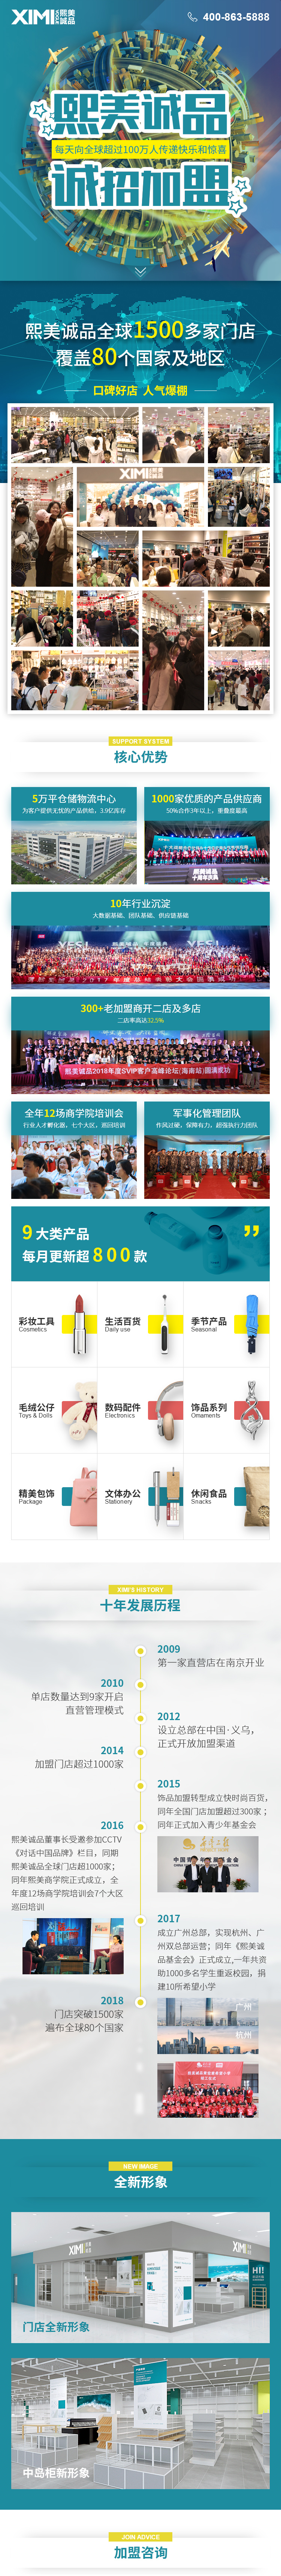 XIMI 熙美诚品
400-863-5888
熙美诚品
每天向全球超过100万人传递快乐和惊喜
诚招加盟
熙美诚品全球1500多家门店
覆盖80个国家及地区
口碑好店 人气爆棚
XIMI
SUPPORT SYSTEM
核心优势
5万平仓储物流中心
为客户提供无忧的产品供给，3.9亿库存
1000家优质的产品供应商
50%合作3年以上，重叠度最高
熙美诚品
十周年庆典
10年行业沉淀
大数据基础、团队基础、供应链基础
300+老加盟商开二店及多店
二店率高达32.5%
熙美诚品2018年度SVIP客户高峰论坛(海南站)圆满成功
全年12场商学院培训会
行业人才孵化器，七个大区，巡回培训
军事化管理团队
作风过硬，保障有力，超强执行力团队
9大类产品
每月更新超800款
彩妆工具
Cosmetics
生活百货
Daily use
季节产品
Seasonal
毛绒公仔
Toys & Dolls
数码配件
Electronics
饰品系列
Ornaments
精美包饰
Package
文体办公
Stationery
休闲食品
Snacks
XIMI'S HISTORY
十年发展历程
2009
第一家直营店在南京开业
2010
单店数量达到9家开启
直营管理模式
2012
设立总部在中国·义乌，
正式开放加盟渠道
2014
加盟门店超过1000家
2015
饰品加盟转型成立快时尚百货，
同年全国门店加盟超过300家；
同年正式加入青少年基金会
2016
熙美诚品董事长受邀参加CCTV
《对话中国品牌》栏目，同期
熙美诚品全球门店超1000家；
同年熙美商学院正式成立，全
年度12场商学院培训会7个大区
巡回培训
2017
成立广州总部，实现杭州、广
州双总部运营；同年《熙美诚
品基金会》正式成立,一年共资
助1000多名学生重返校园，捐
建10所希望小学
广州
杭州
2018
门店突破1500家
遍布全球80个国家
NEW IMAGE
全新形象
XIMI
XIMI
HI!
门店全新形象
中岛柜新形象
JOIN ADVICE
加盟咨询